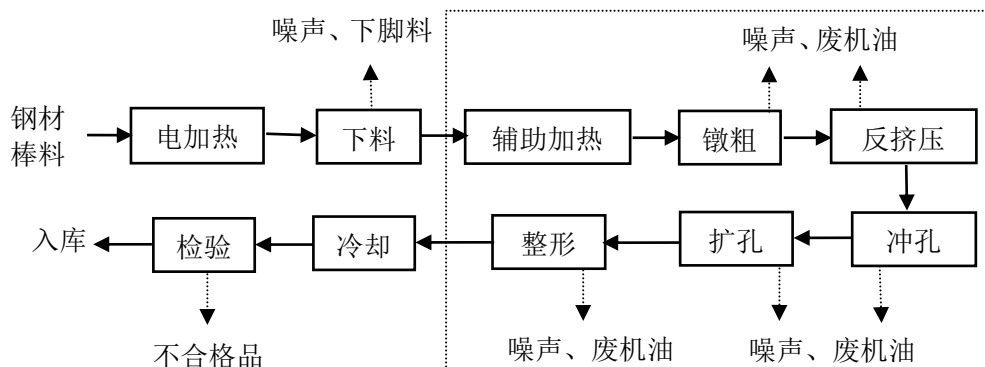 噪声、下脚料
噪声、废机油
钢材
棒料
电加热
下料
辅助加热
镦粗
反挤压
入库
检验
冷却
整形
扩孔
冲孔
不合格品
噪声、废机油
噪声、废机油